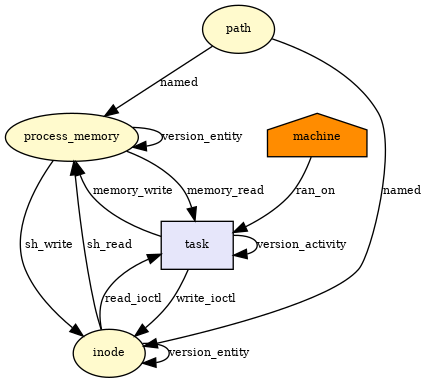 path
named
process_memory
version_entity
machine
memory_write
memory_read
ran_on
named
sh_write
sh_read
task
version_activity
read_ioctl
write_ioctl
inode
version_entity